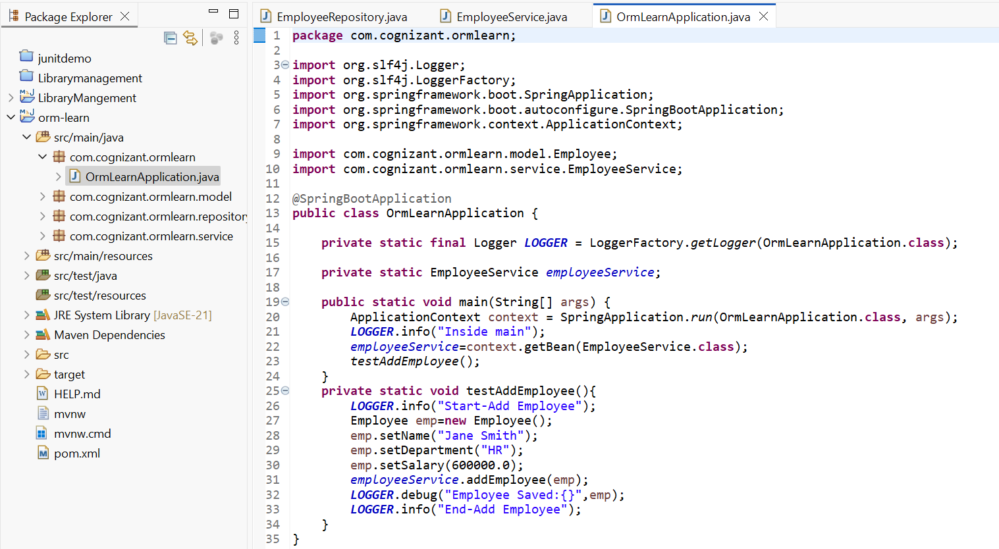 Package Explorer
junitdemo
Librarymanagement
LibraryMangement
orm-learn
src/main/java
com.cognizant.ormlearn
OrmLearnApplication.java
com.cognizant.ormlearn.model
com.cognizant.ormlearn.repository
com.cognizant.ormlearn.service
src/main/resources
src/test/java
src/test/resources
JRE System Library [JavaSE-21]
Maven Dependencies
src
target
HELP.md
mvnw
mvnw.cmd
pom.xml
EmployeeRepository.java EmployeeService.java OrmLearnApplication.java
1 package com.cognizant.ormlearn;
2
3 import org.slf4j.Logger;
4 import org.slf4j.LoggerFactory;
5 import org.springframework.boot.SpringApplication;
6 import org.springframework.boot.autoconfigure.SpringBootApplication;
7 import org.springframework.context.ApplicationContext;
8
9 import com.cognizant.ormlearn.model.Employee;
10 import com.cognizant.ormlearn.service.EmployeeService;
11
12 @SpringBootApplication
13 public class OrmLearnApplication {
14
15     private static final Logger LOGGER = LoggerFactory.getLogger(OrmLearnApplication.class);
16
17     private static EmployeeService employeeService;
18
19     public static void main(String[] args) {
20         ApplicationContext context = SpringApplication.run(OrmLearnApplication.class, args);
21         LOGGER.info("Inside main");
22         employeeService=context.getBean(EmployeeService.class);
23         testAddEmployee();
24     }
25     private static void testAddEmployee(){
26         LOGGER.info("Start-Add Employee");
27         Employee emp=new Employee();
28         emp.setName("Jane Smith");
29         emp.setDepartment("HR");
30         emp.setSalary(600000.0);
31         employeeService.addEmployee(emp);
32         LOGGER.debug("Employee Saved:{}",emp);
33         LOGGER.info("End-Add Employee");
34     }
35 }